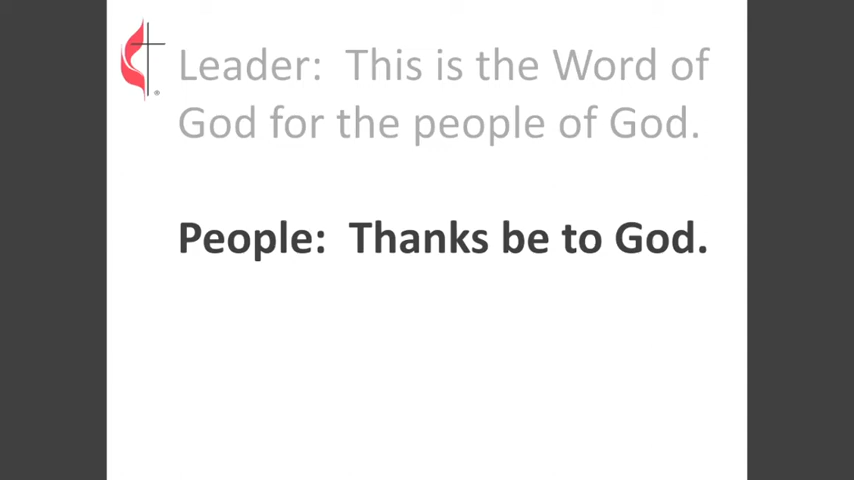 Leader:  This is the Word of
God for the people of God.
People:  Thanks be to God.